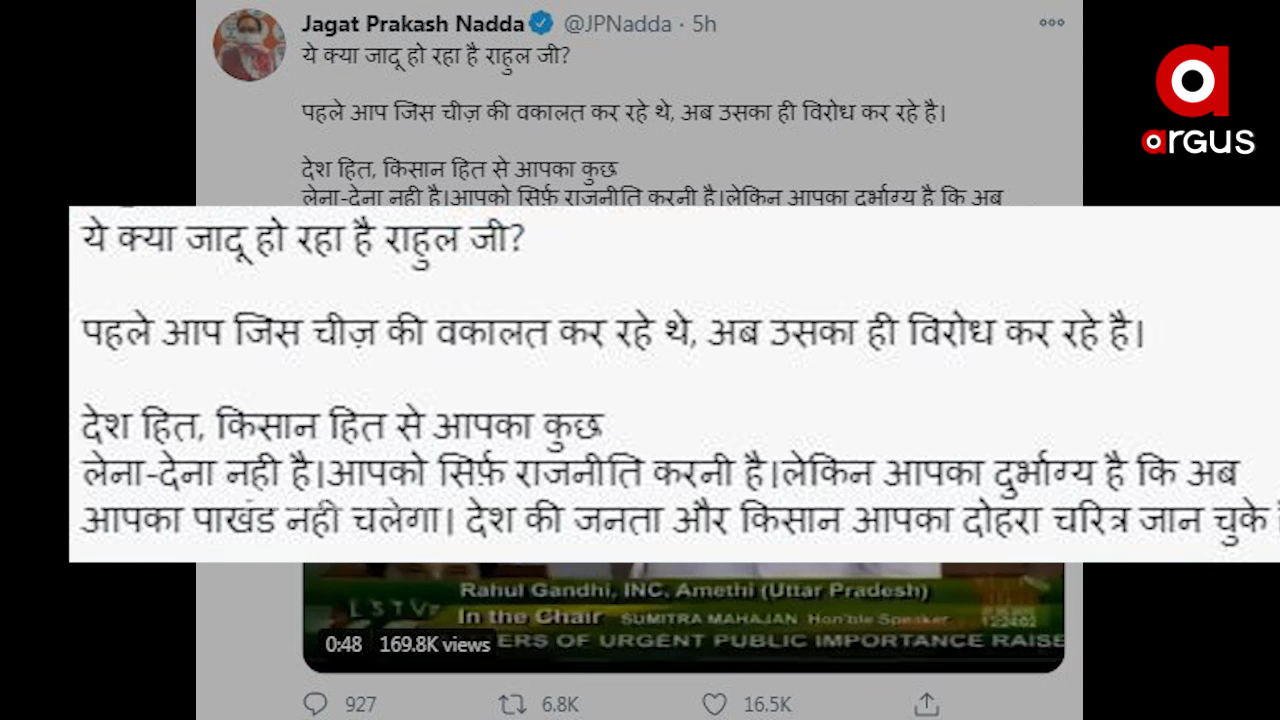 Jagat Prakash Nadda @JPNadda · 5h
ये क्या जादू हो रहा है राहुल जी?
पहले आप जिस चीज़ की वकालत कर रहे थे, अब उसका ही विरोध कर रहे है।
देश हित, किसान हित से आपका कुछ
लेना-देना नही है।आपको सिर्फ़ राजनीति करनी है।लेकिन आपका दुर्भाग्य है कि अब
argus
ये क्या जादू हो रहा है राहुल जी?
पहले आप जिस चीज़ की वकालत कर रहे थे, अब उसका ही विरोध कर रहे है।
देश हित, किसान हित से आपका कुछ
लेना-देना नही है।आपको सिर्फ़ राजनीति करनी है।लेकिन आपका दुर्भाग्य है कि अब
आपका पाखंड नही चलेगा। देश की जनता और किसान आपका दोहरा चरित्र जान चुके
Rahul Gandhi, INC, Amethi (Uttar Pradesh)
LSTV
In the Chair SUMITRA MAHAJAN Hon'ble Speaker
12:24:02
0:48 169.8K views
ERS OF URGENT PUBLIC IMPORTANCE RAISE
927 6.8K 16.5K